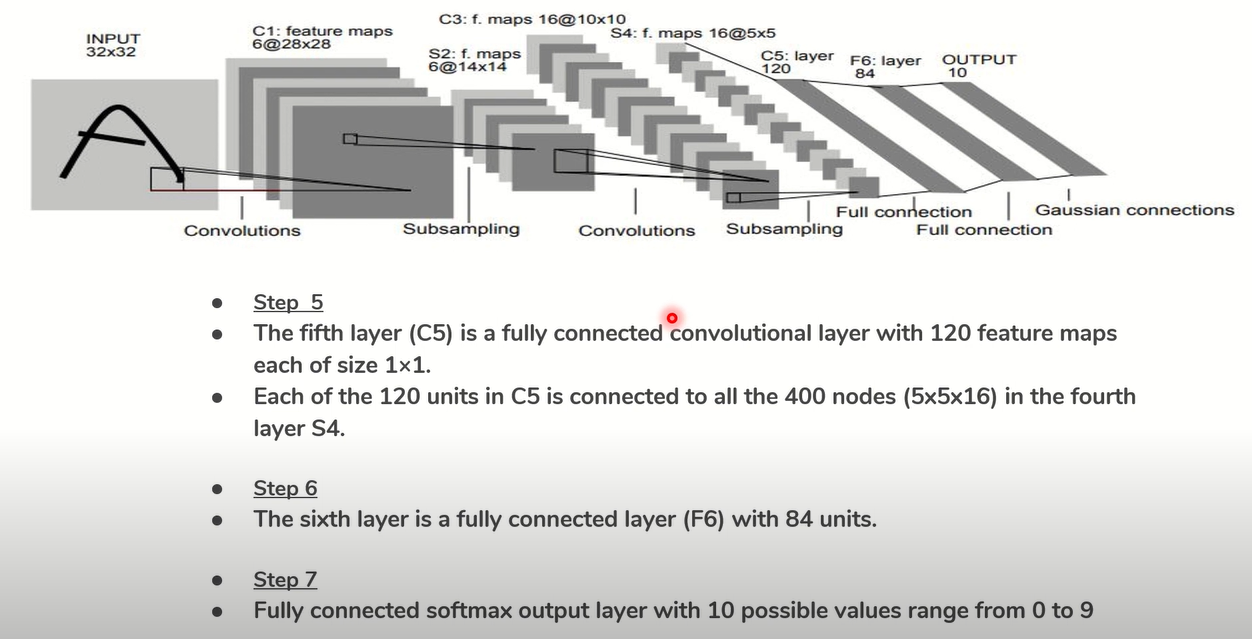 INPUT
32x32
C1: feature maps
6@28x28
C3: f. maps 16@10x10
S2: f. maps
6@14x14
S4: f. maps 16@5x5
C5: layer
120
F6: layer
84
OUTPUT
10
Convolutions
Subsampling
Convolutions
Subsampling
Full connection
Full connection
Gaussian connections
● Step 5
● The fifth layer (C5) is a fully connected convolutional layer with 120 feature maps
each of size 1×1.
● Each of the 120 units in C5 is connected to all the 400 nodes (5x5x16) in the fourth
layer S4.
● Step 6
● The sixth layer is a fully connected layer (F6) with 84 units.
● Step 7
● Fully connected softmax output layer with 10 possible values range from 0 to 9